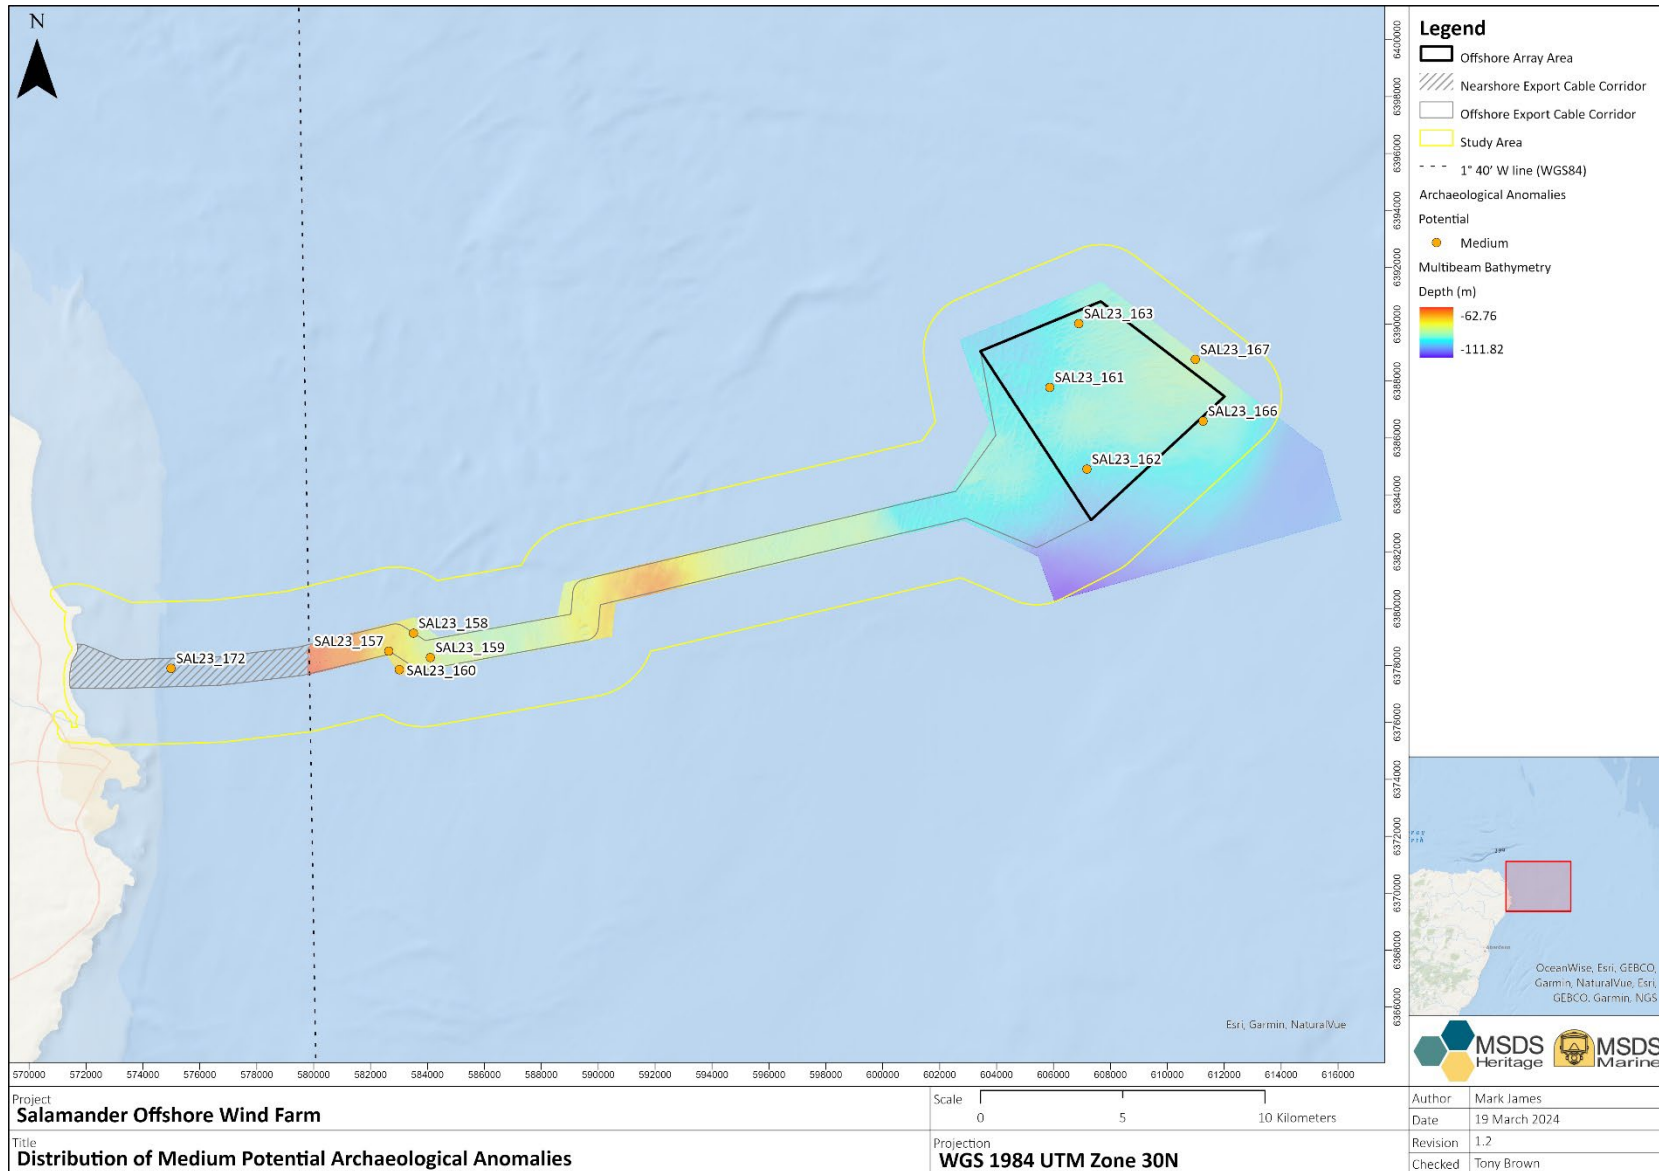 N
SAL23_163
SAL23_167
SAL23_161
SAL23_166
SAL23_162
SAL23_158
SAL23_157
SAL23_159
SAL23_172
SAL23_160
Esri, Garmin, NaturalVue
6400000
6398000
6396000
6394000
6392000
6390000
6388000
6386000
6384000
6382000
6380000
6378000
6376000
6374000
6372000
6370000
6368000
6366000
570000 572000 574000 576000 578000 580000 582000 584000 586000 588000 590000 592000 594000 596000 598000 600000 602000 604000 606000 608000 610000 612000 614000 616000
Legend
Offshore Array Area
Nearshore Export Cable Corridor
Offshore Export Cable Corridor
Study Area
1° 40' W line (WGS84)
Archaeological Anomalies
Potential
Medium
Multibeam Bathymetry
Depth (m)
-62.76
-111.82
OceanWise, Esri, GEBCO,
Garmin, NaturalVue, Esri,
GEBCO, Garmin, NGS
MSDS
Heritage
MSDS
Marine
Project
Salamander Offshore Wind Farm
Title
Distribution of Medium Potential Archaeological Anomalies
Scale
0 5 10 Kilometers
Projection
WGS 1984 UTM Zone 30N
Author Mark James
Date 19 March 2024
Revision 1.2
Checked Tony Brown